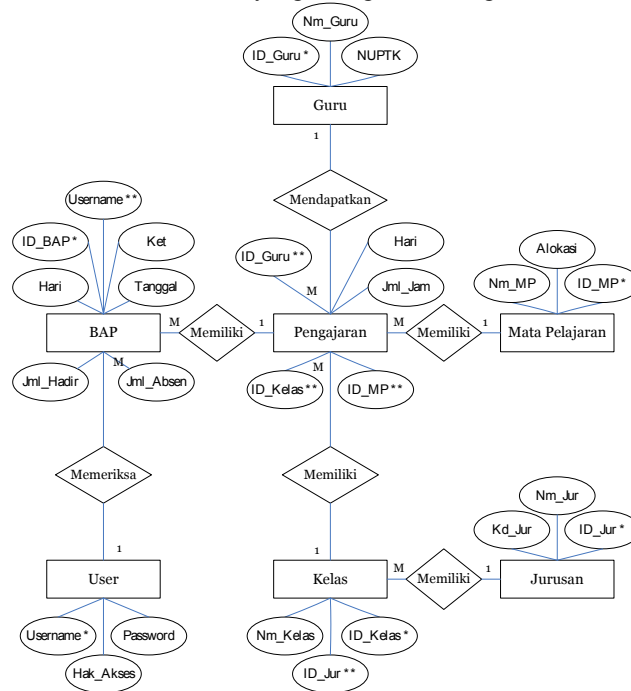 Nm_Guru
ID_Guru *
NUPTK
Guru
1
Mendapatkan
Username **
ID_BAP *
Ket
Hari
Tanggal
ID_Guru **
Hari
Jml_Jam
M
Alokasi
Nm_MP
ID_MP *
BAP
M
Memiliki
1
Pengajaran
M
Memiliki
1
Mata Pelajaran
M
Jml_Hadir
Jml_Absen
M
ID_Kelas **
ID_MP **
Memeriksa
Memiliki
Nm_Jur
Kd_Jur
ID_Jur *
1
1
User
Kelas
M
Memiliki
1
Jurusan
Username *
Password
Hak_Akses
Nm_Kelas
ID_Kelas *
ID_Jur **